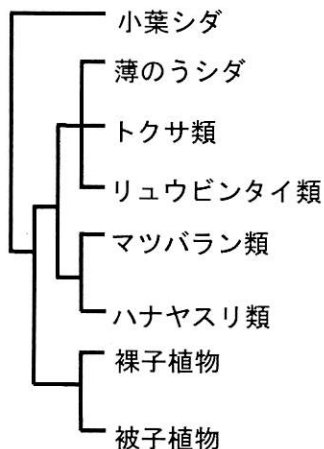 小葉シダ
薄のうシダ
トクサ類
リュウビンタイ類
マツバラン類
ハナヤスリ類
裸子植物
被子植物